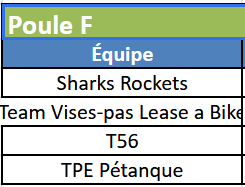 Poule F
Équipe
Sharks Rockets
Team Vises-pas Lease a Bike
T56
TPE Pétanque